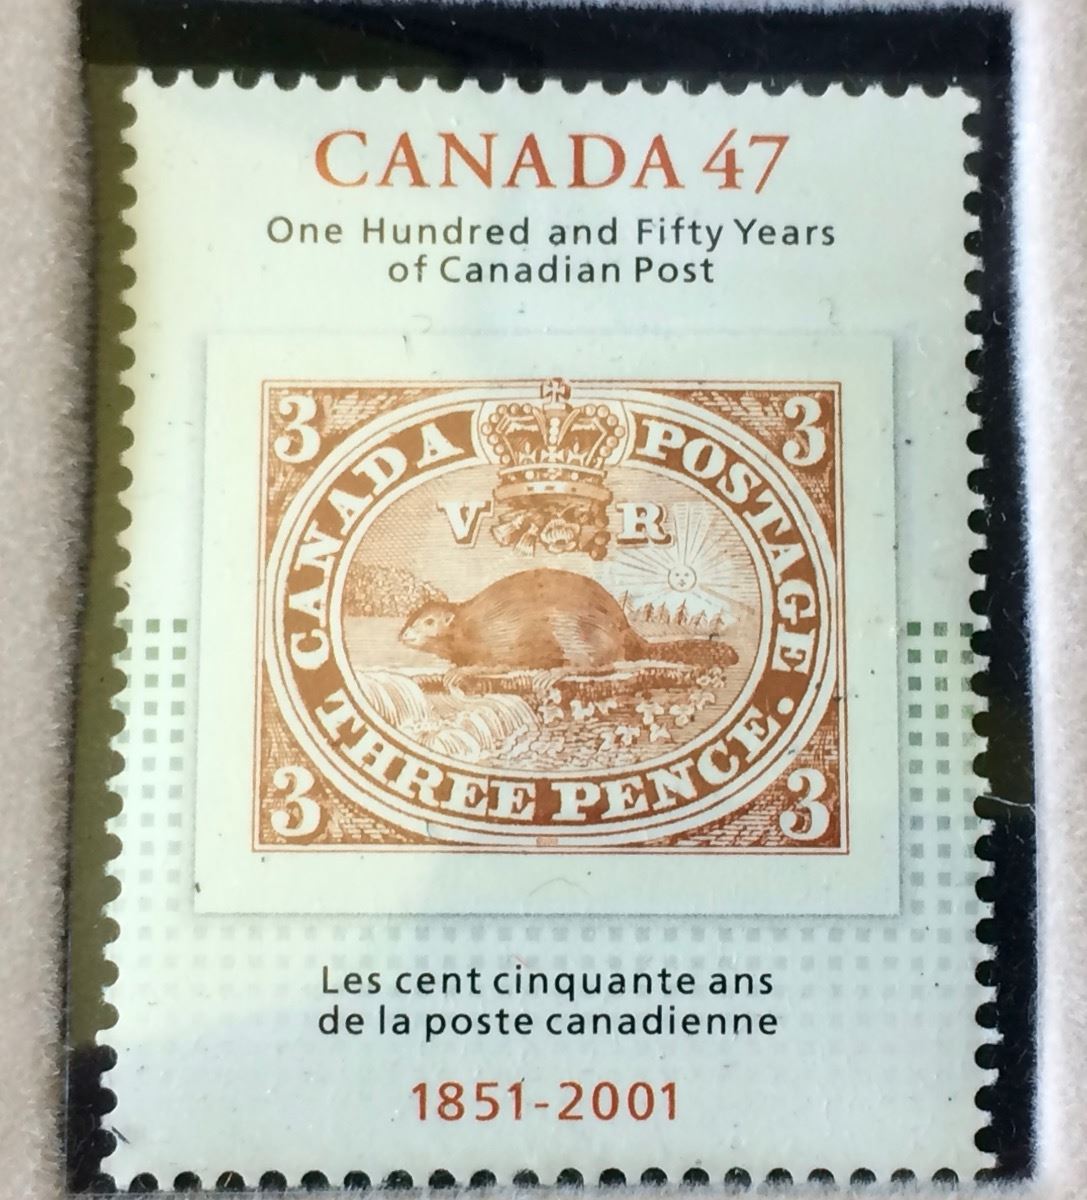 CANADA 47
One Hundred and Fifty Years
of Canadian Post
3 3
CANADA POSTAGE
V R
THREE PENCE
3 3
Les cent cinquante ans
de la poste canadienne
1851-2001